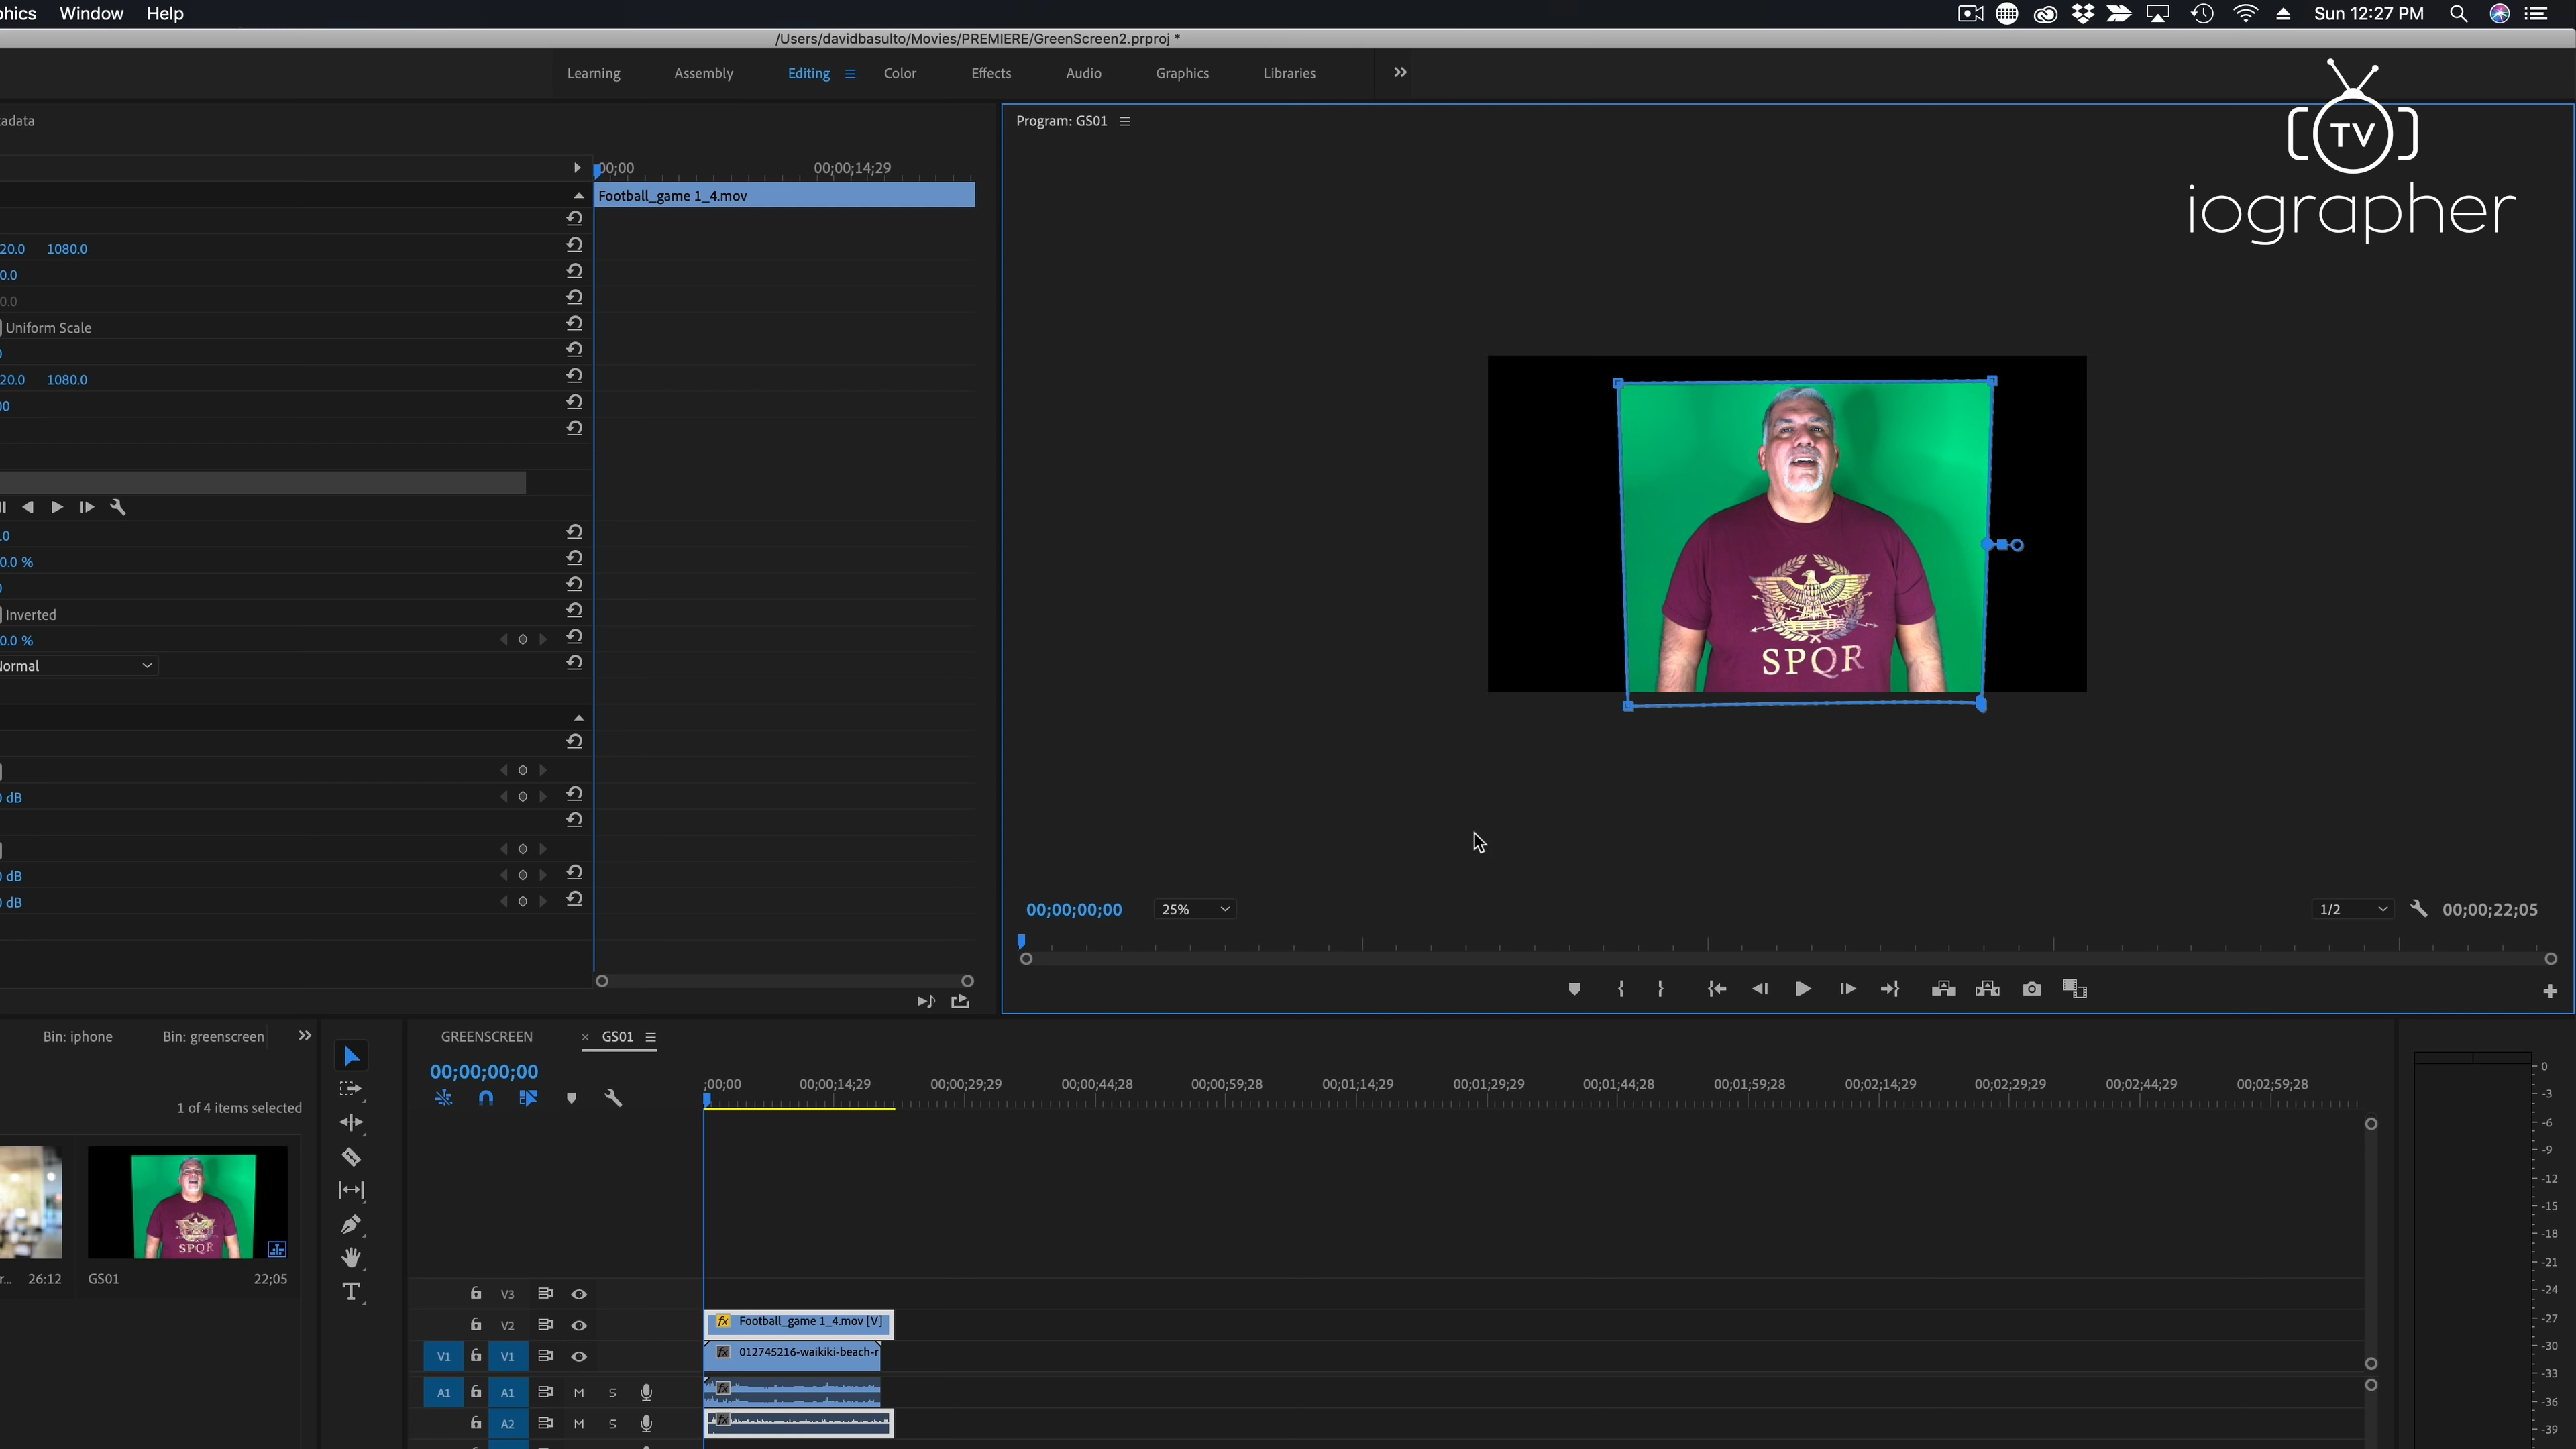 phics Window Help Sun 12:27 PM
/Users/davidbasulto/Movies/PREMIERE/GreenScreen2.prproj *
Learning Assembly Editing Color Effects Audio Graphics Libraries
TV
iographer
adata
Program: GS01
00;00 00;00;14;29
Football_game 1_4.mov
20.0 1080.0
0.0
0.0
Uniform Scale
20.0 1080.0
00
.0
0.0 %
Inverted
0.0 %
Normal
dB
dB
dB
SPQR
00;00;00;00 25% 1/2 00;00;22;05
Bin: iphone Bin: greenscreen
1 of 4 items selected
SPQR
r... 26:12 GS01 22;05
GREENSCREEN × GS01
00;00;00;00
;00;00 00;00;14;29 00;00;29;29 00;00;44;28 00;00;59;28 00;01;14;29 00;01;29;29 00;01;44;28 00;01;59;28 00;02;14;29 00;02;29;29 00;02;44;29 00;02;59;28
V3
V2 fx Football_game 1_4.mov [V]
V1 V1 fx 012745216-waikiki-beach-r
A1 A1 M S fx
A2 M S fx
0
-3
-6
-9
-12
-15
-18
-21
-24
-27
-30
-33
-36
-39